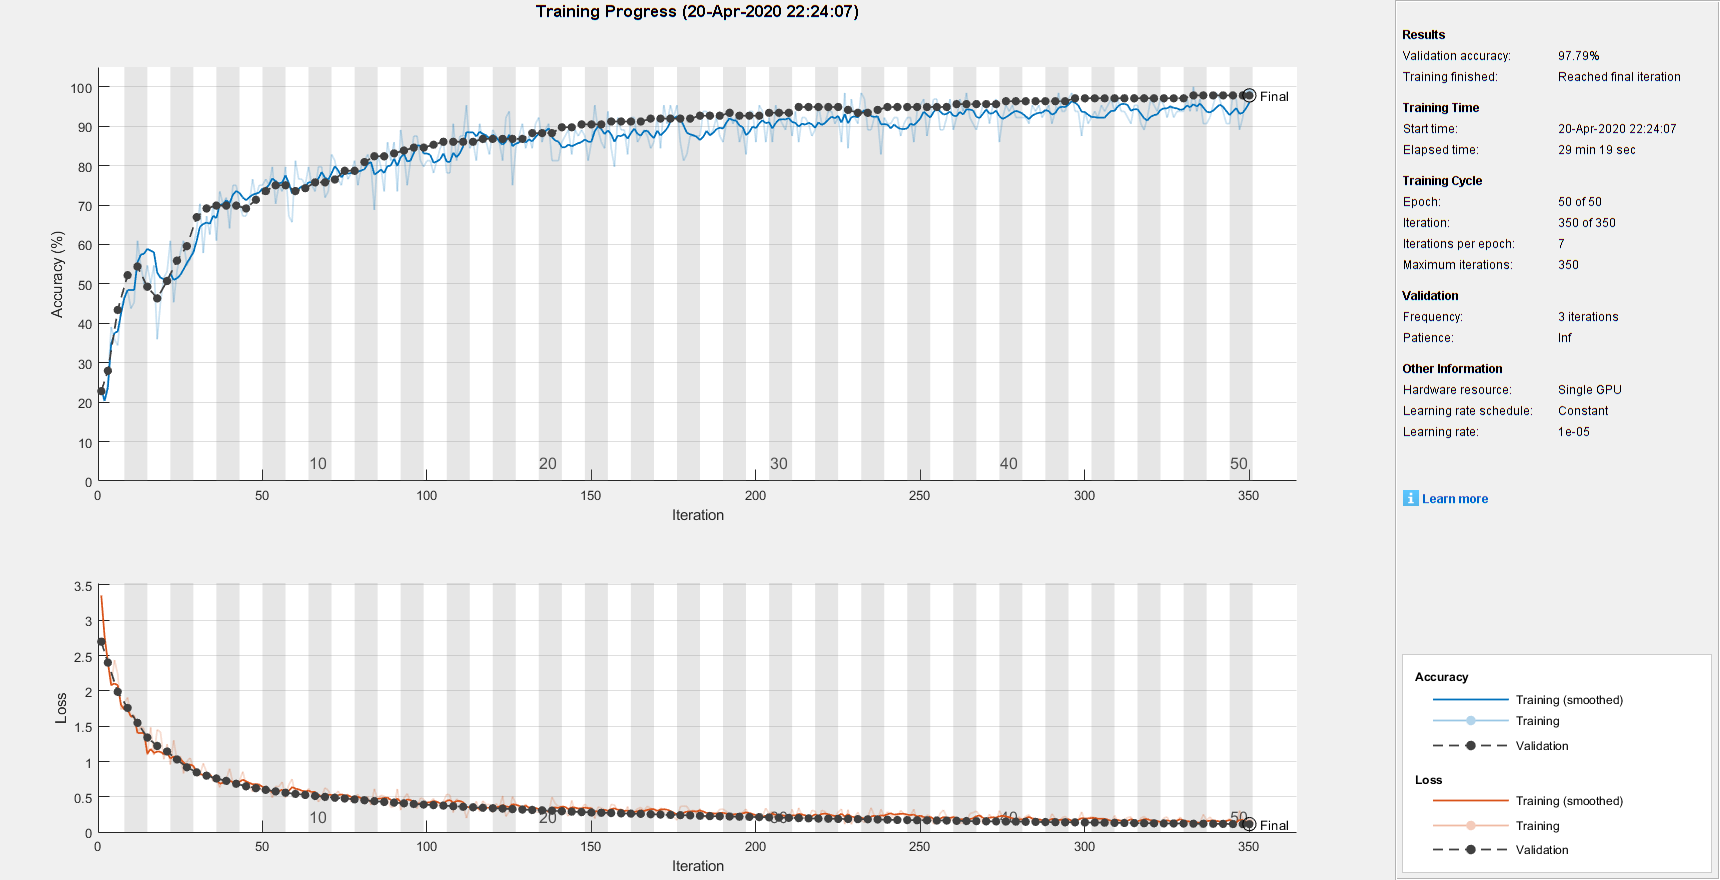 Training Progress (20-Apr-2020 22:24:07)
100
90
80
70
60
50
40
30
20
10
0
Accuracy (%)
Final
10
20
30
40
50
0
50
100
150
200
250
300
350
Iteration
3.5
3
2.5
2
1.5
1
0.5
0
Loss
Final
10
20
50
0
50
100
150
200
250
300
350
Iteration
Results
Validation accuracy: 97.79%
Training finished: Reached final iteration
Training Time
Start time: 20-Apr-2020 22:24:07
Elapsed time: 29 min 19 sec
Training Cycle
Epoch: 50 of 50
Iteration: 350 of 350
Iterations per epoch: 7
Maximum iterations: 350
Validation
Frequency: 3 iterations
Patience: Inf
Other Information
Hardware resource: Single GPU
Learning rate schedule: Constant
Learning rate: 1e-05
i Learn more
Accuracy
Training (smoothed)
Training
Validation
Loss
Training (smoothed)
Training
Validation